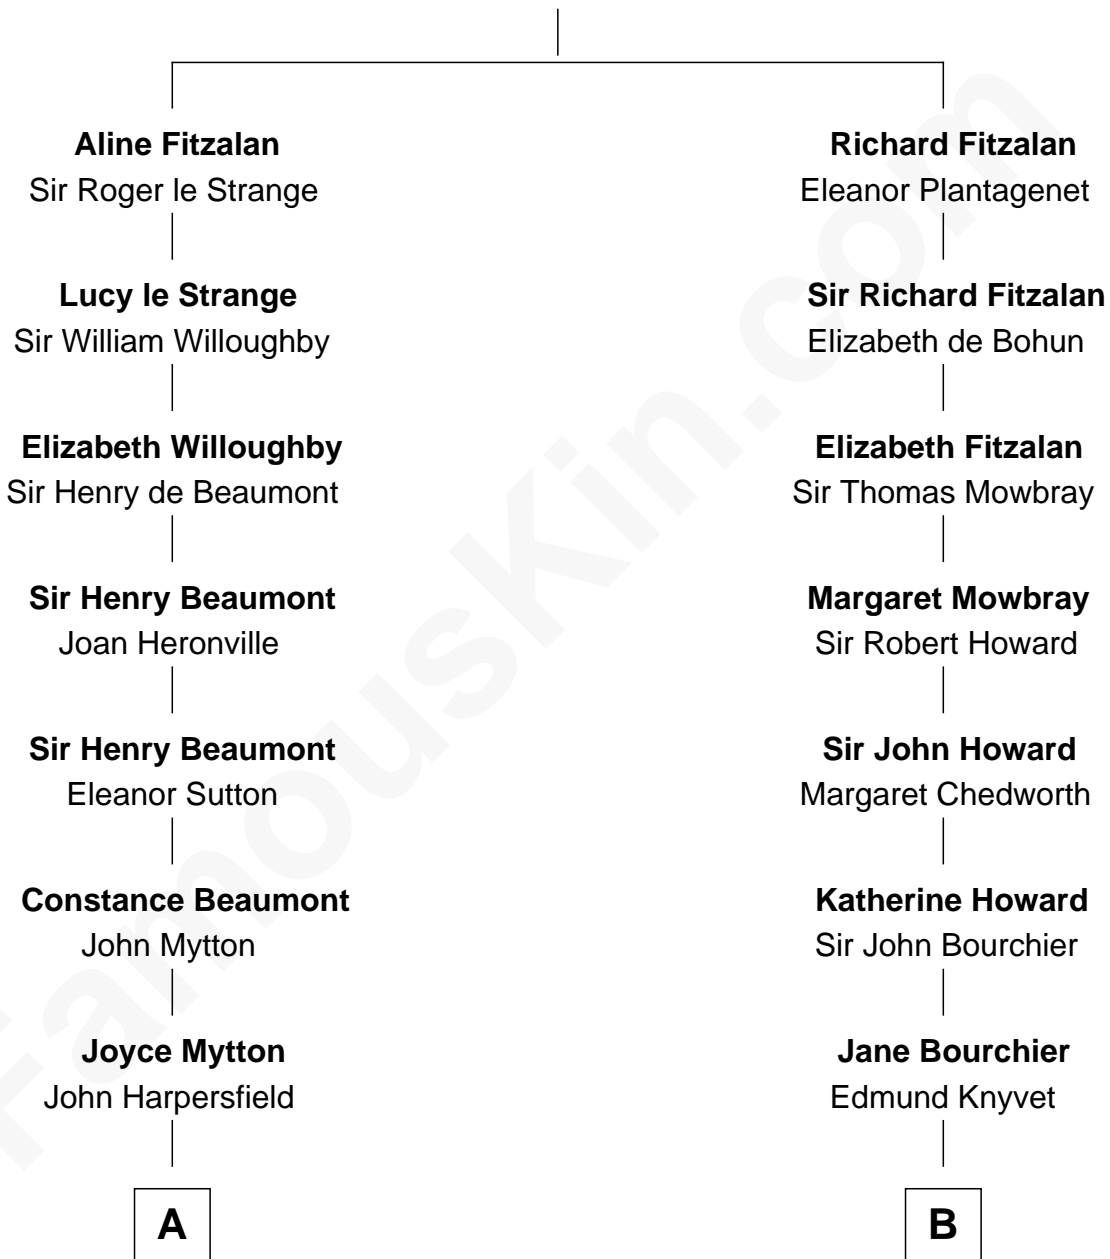 Aline Fitzalan
Sir Roger le Strange
Richard Fitzalan
Eleanor Plantagenet
Lucy le Strange
Sir William Willoughby
Sir Richard Fitzalan
Elizabeth de Bohun
Elizabeth Willoughby
Sir Henry de Beaumont
Elizabeth Fitzalan
Sir Thomas Mowbray
Sir Henry Beaumont
Joan Heronville
Margaret Mowbray
Sir Robert Howard
Sir Henry Beaumont
Eleanor Sutton
Sir John Howard
Margaret Chedworth
Constance Beaumont
John Mytton
Katherine Howard
Sir John Bourchier
Joyce Mytton
John Harpersfield
Jane Bourchier
Edmund Knyvet
A
B
FamousKin.com